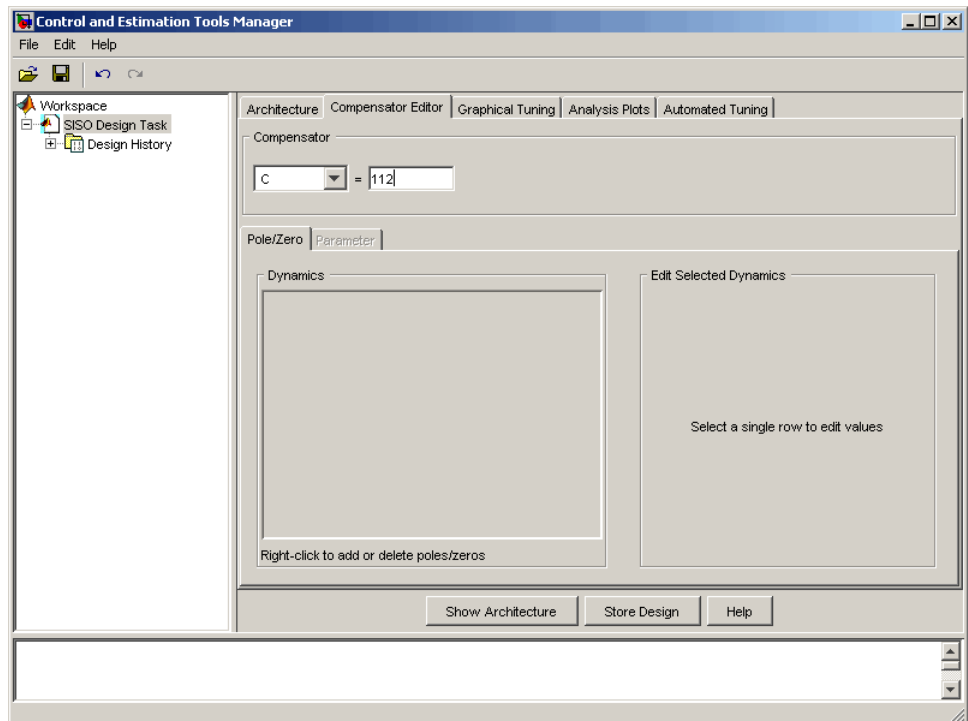 Control and Estimation Tools Manager
File Edit Help
Workspace
SISO Design Task
Design History
Architecture Compensator Editor Graphical Tuning Analysis Plots Automated Tuning
Compensator
C = 112
Pole/Zero Parameter
Dynamics
Edit Selected Dynamics
Select a single row to edit values
Right-click to add or delete poles/zeros
Show Architecture Store Design Help